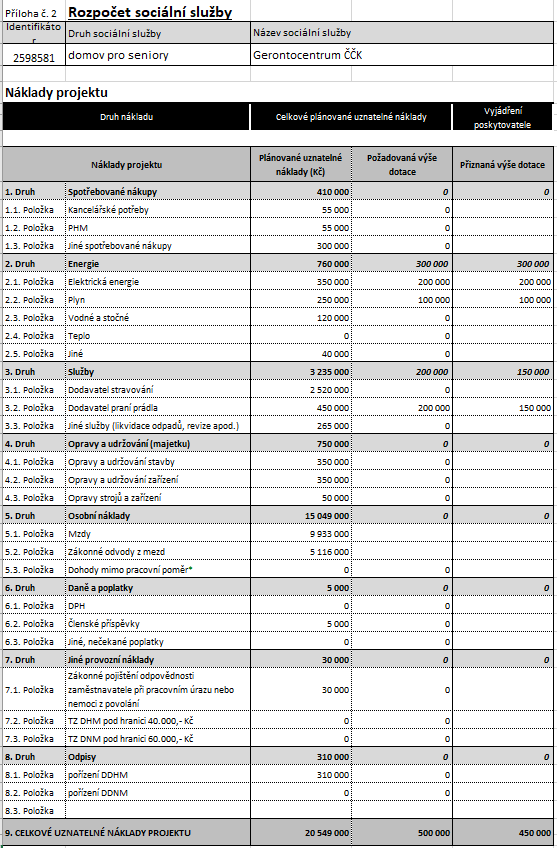 Příloha č. 2 Rozpočet sociální služby
Identifikáto
r Druh sociální služby Název sociální služby
2598581 domov pro seniory Gerontocentrum ČČK
Náklady projektu
Druh nákladu Celkové plánované uznatelné náklady Vyjádření
poskytovatele
Náklady projektu Plánované uznatelné
náklady (Kč) Požadovaná výše
dotace Přiznaná výše dotace
1. Druh Spotřebované nákupy 410 000 0 0
1.1. Položka Kancelářské potřeby 55 000 0
1.2. Položka PHM 55 000 0
1.3. Položka Jiné spotřebované nákupy 300 000 0
2. Druh Energie 760 000 300 000 300 000
2.1. Položka Elektrická energie 350 000 200 000 200 000
2.2. Položka Plyn 250 000 100 000 100 000
2.3. Položka Vodné a stočné 120 000 0
2.4. Položka Teplo 0 0
2.5. Položka Jiné 40 000 0
3. Druh Služby 3 235 000 200 000 150 000
3.1. Položka Dodavatel stravování 2 520 000 0
3.2. Položka Dodavatel praní prádla 450 000 200 000 150 000
3.3. Položka Jiné služby (likvidace odpadů, revize apod.) 265 000 0
4. Druh Opravy a udržování (majetku) 750 000 0 0
4.1. Položka Opravy a udržování stavby 350 000 0
4.2. Položka Opravy a udržování zařízení 350 000 0
4.3. Položka Opravy strojů a zařízení 50 000 0
5. Druh Osobní náklady 15 049 000 0 0
5.1. Položka Mzdy 9 933 000
5.2. Položka Zákonné odvody z mezd 5 116 000
5.3. Položka Dohody mimo pracovní poměr* 0 0
6. Druh Daně a poplatky 5 000 0 0
6.1. Položka DPH 0 0
6.2. Položka Členské příspěvky 5 000 0
6.3. Položka Jiné, nečekané poplatky 0 0
7. Druh Jiné provozní náklady 30 000 0 0
7.1. Položka Zákonné pojištění odpovědnosti
zaměstnavatele při pracovním úrazu nebo
nemoci z povolání 30 000 0
7.2. Položka TZ DHM pod hranici 40.000,- Kč 0 0
7.3. Položka TZ DNM pod hranici 60.000,- Kč 0 0
8. Druh Odpisy 310 000 0 0
8.1. Položka pořízení DDHM 310 000 0
8.2. Položka pořízení DDNM 0 0
8.3. Položka
9. CELKOVÉ UZNATELNÉ NÁKLADY PROJEKTU 20 549 000 500 000 450 000